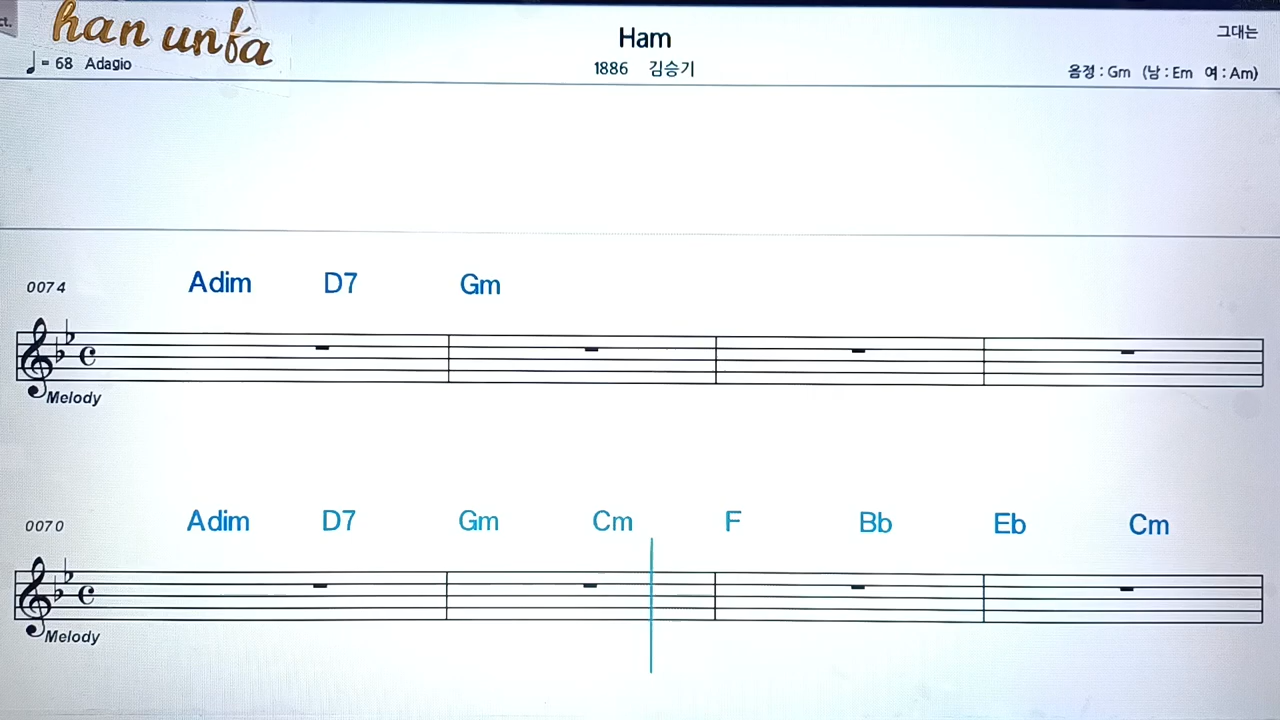 ct.
han unfa
Ham
그대는
♩ = 68 Adagio
1886 김승기
음정 : Gm (남 : Em 여 : Am)
0074 Adim D7 Gm
Melody
0070 Adim D7 Gm Cm F Bb Eb Cm
Melody